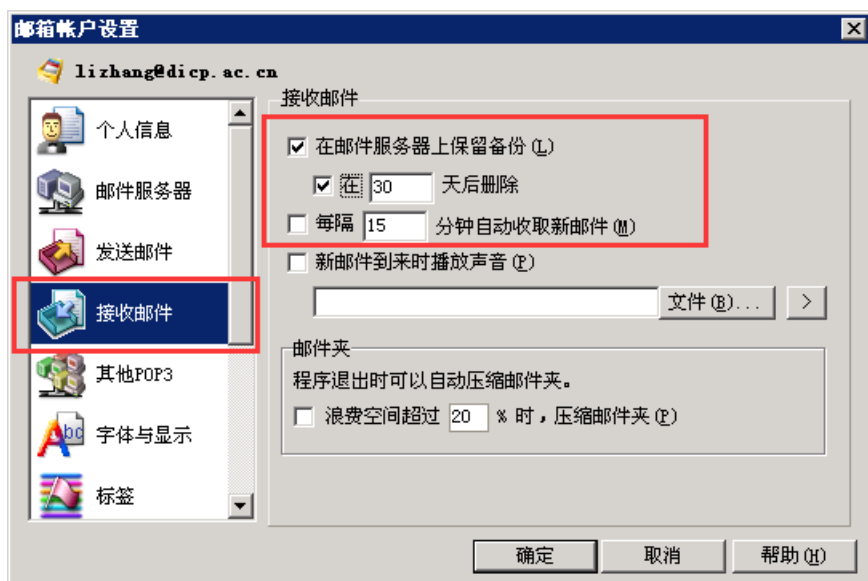 邮箱帐户设置
lizhang@dicp.ac.cn
个人信息
邮件服务器
发送邮件
接收邮件
其他POP3
Abc
字体与显示
标签
接收邮件
在邮件服务器上保留备份(L)
在 30 天后删除
每隔 15 分钟自动收取新邮件(M)
新邮件到来时播放声音(P)
文件(B)... >
邮件夹
程序退出时可以自动压缩邮件夹。
浪费空间超过 20 % 时,压缩邮件夹(P)
确定 取消 帮助(H)